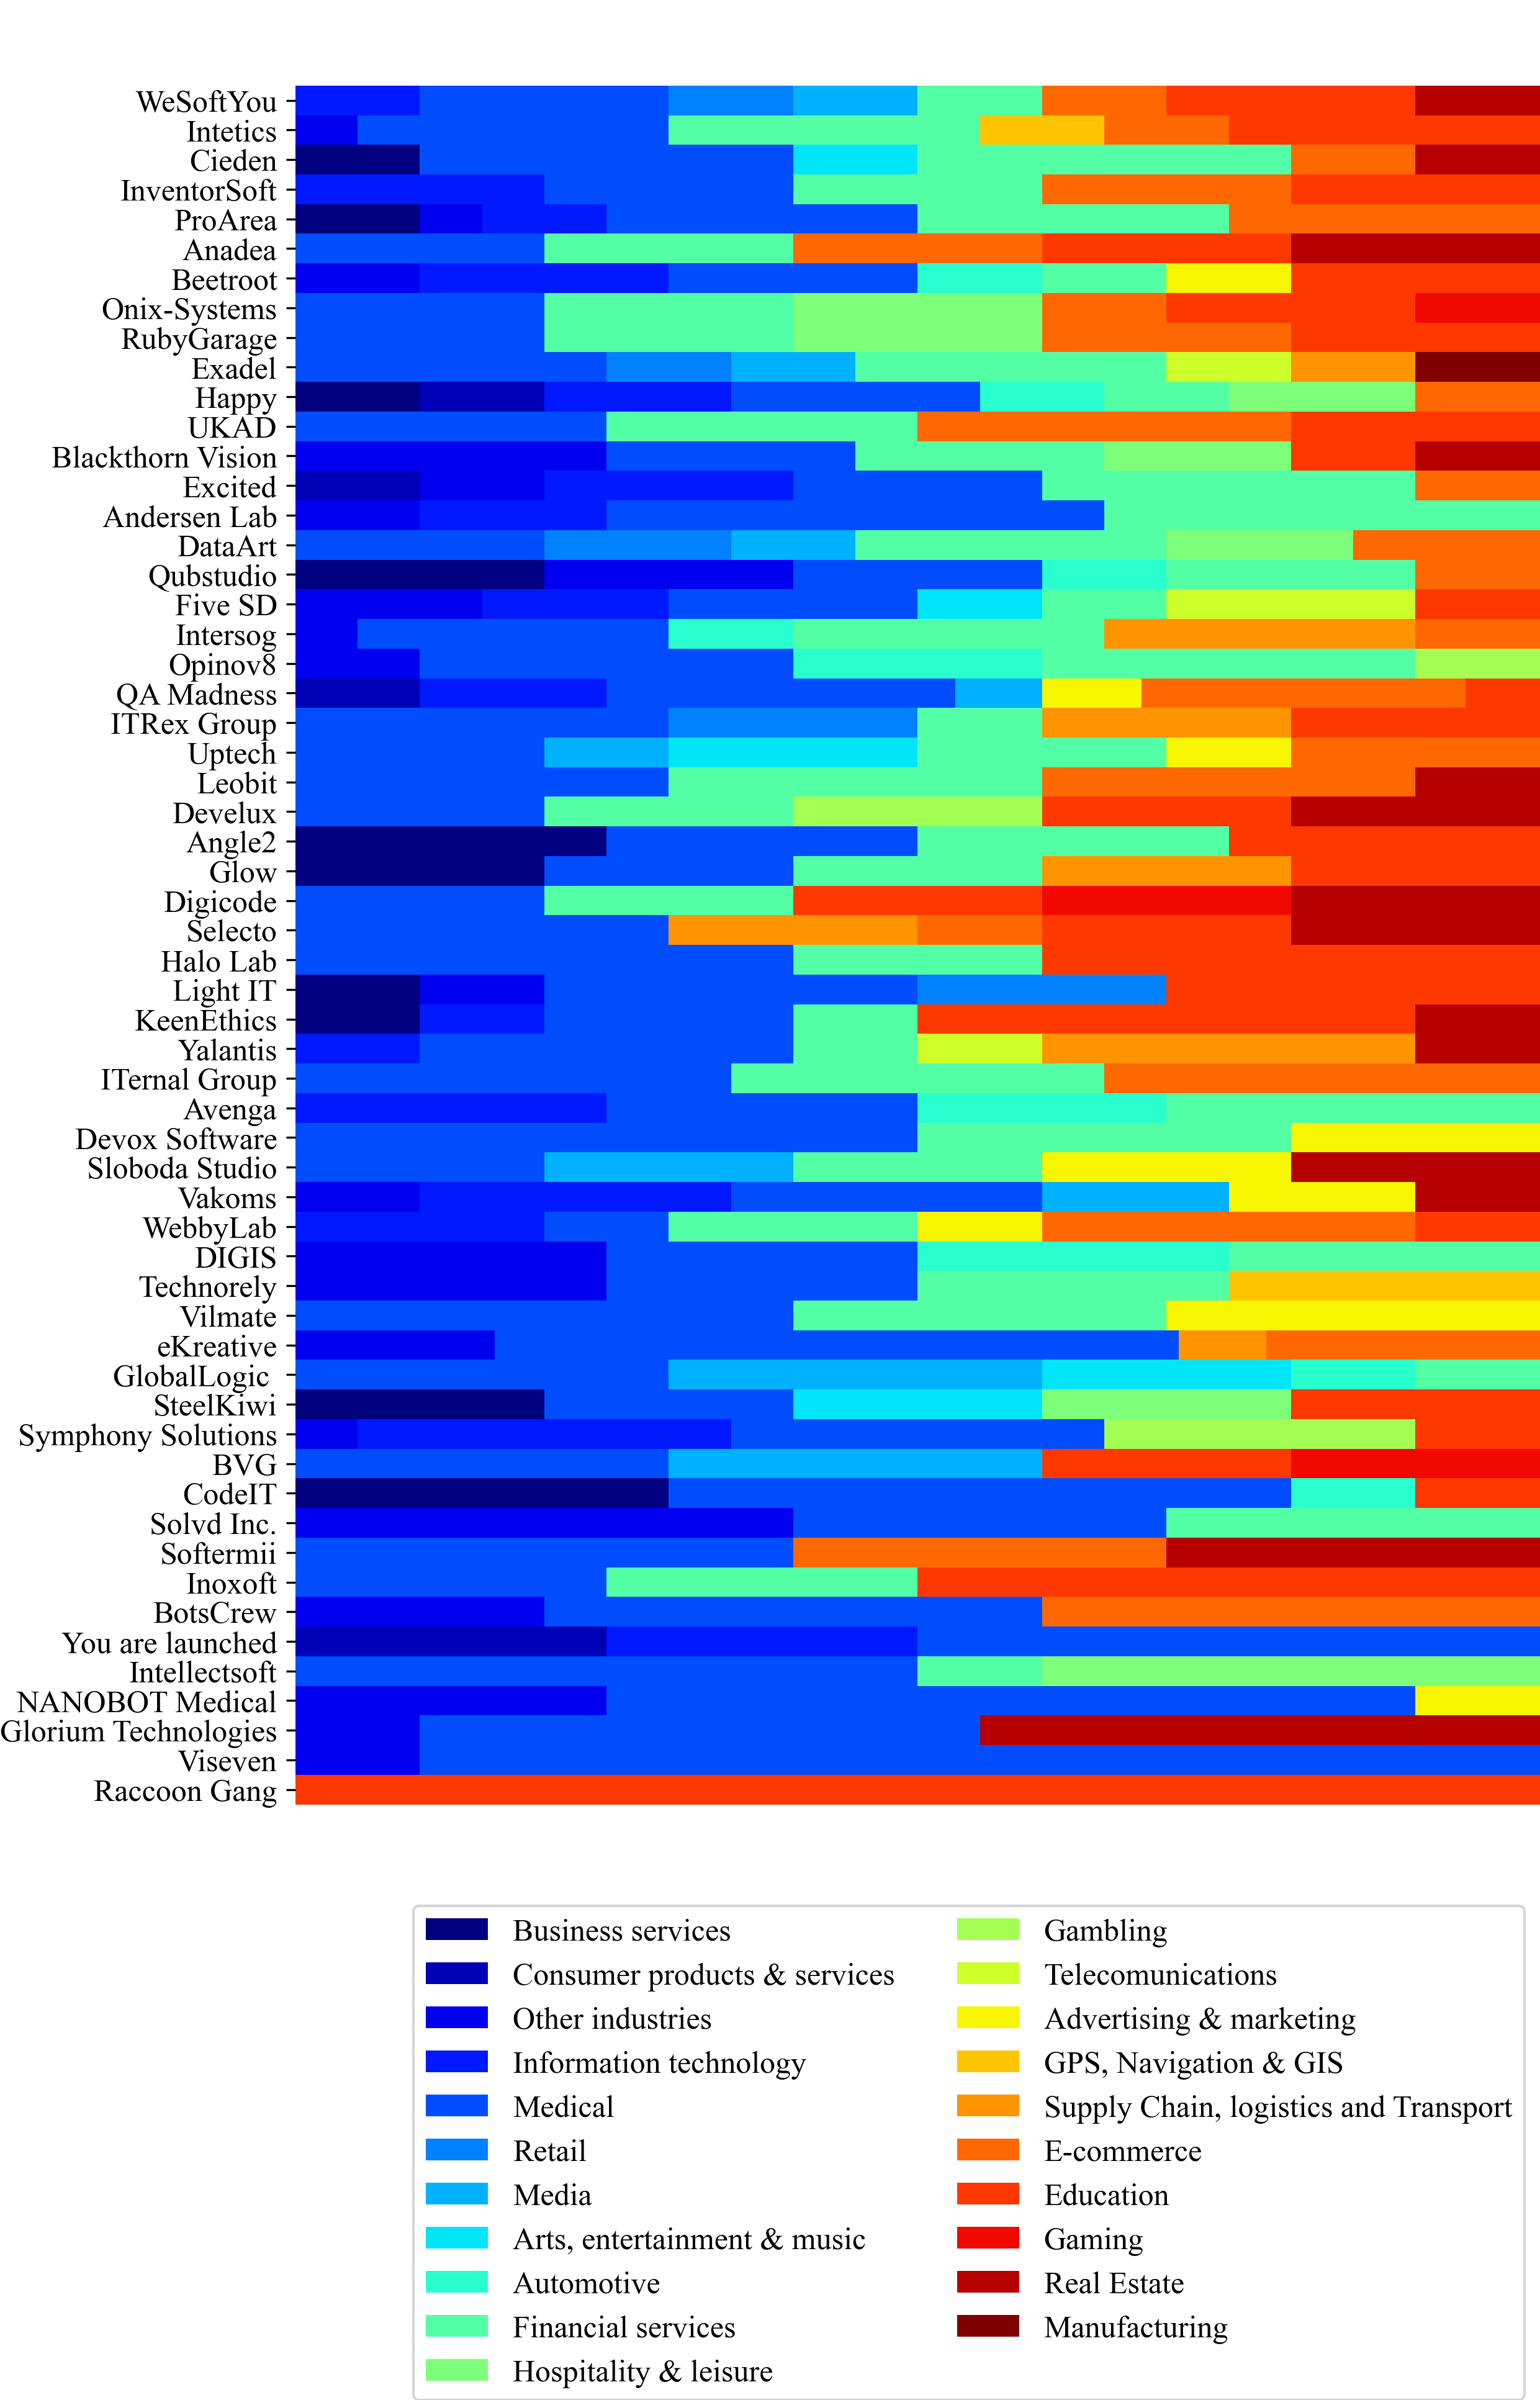 WeSoftYou
Intetics
Cieden
InventorSoft
ProArea
Anadea
Beetroot
Onix-Systems
RubyGarage
Exadel
Happy
UKAD
Blackthorn Vision
Excited
Andersen Lab
DataArt
Qubstudio
Five SD
Intersog
Opinov8
QA Madness
ITRex Group
Uptech
Leobit
Develux
Angle2
Glow
Digicode
Selecto
Halo Lab
Light IT
KeenEthics
Yalantis
ITernal Group
Avenga
Devox Software
Sloboda Studio
Vakoms
WebbyLab
DIGIS
Technorely
Vilmate
eKreative
GlobalLogic
SteelKiwi
Symphony Solutions
BVG
CodeIT
Solvd Inc.
Softermii
Inoxoft
BotsCrew
You are launched
Intellectsoft
NANOBOT Medical
Glorium Technologies
Viseven
Raccoon Gang
Business services
Consumer products & services
Other industries
Information technology
Medical
Retail
Media
Arts, entertainment & music
Automotive
Financial services
Hospitality & leisure
Gambling
Telecomunications
Advertising & marketing
GPS, Navigation & GIS
Supply Chain, logistics and Transport
E-commerce
Education
Gaming
Real Estate
Manufacturing